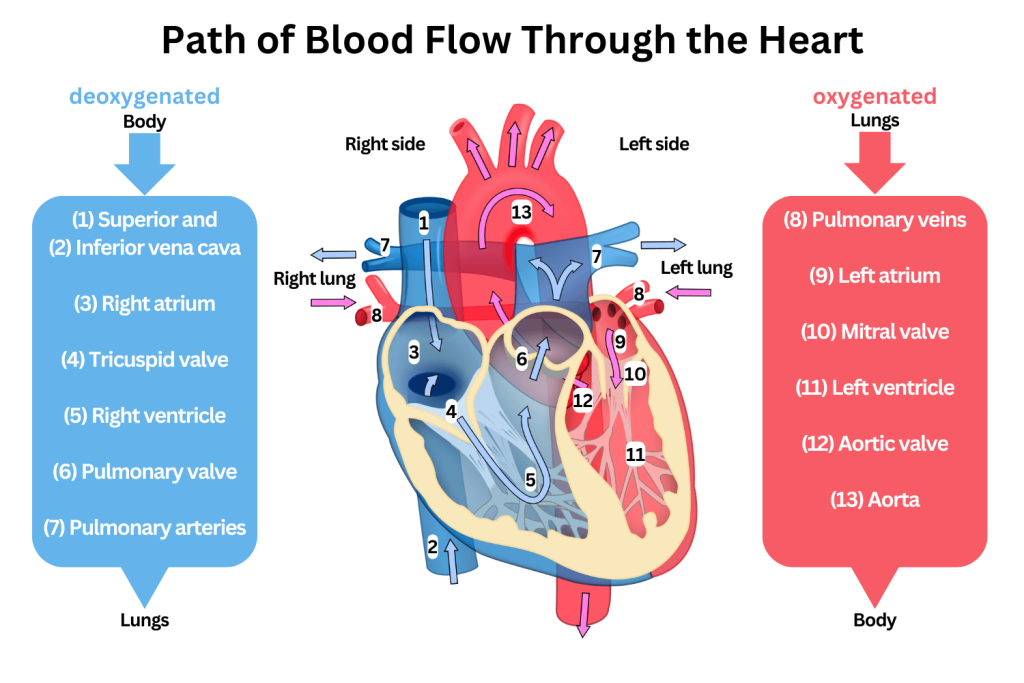 Path of Blood Flow Through the Heart
deoxygenated
Body
(1) Superior and
(2) Inferior vena cava
(3) Right atrium
(4) Tricuspid valve
(5) Right ventricle
(6) Pulmonary valve
(7) Pulmonary arteries
Lungs
Right side
Left side
13
1
7
7
Right lung
Left lung
8
8
3
6
9
10
4
12
5
11
2
oxygenated
Lungs
(8) Pulmonary veins
(9) Left atrium
(10) Mitral valve
(11) Left ventricle
(12) Aortic valve
(13) Aorta
Body